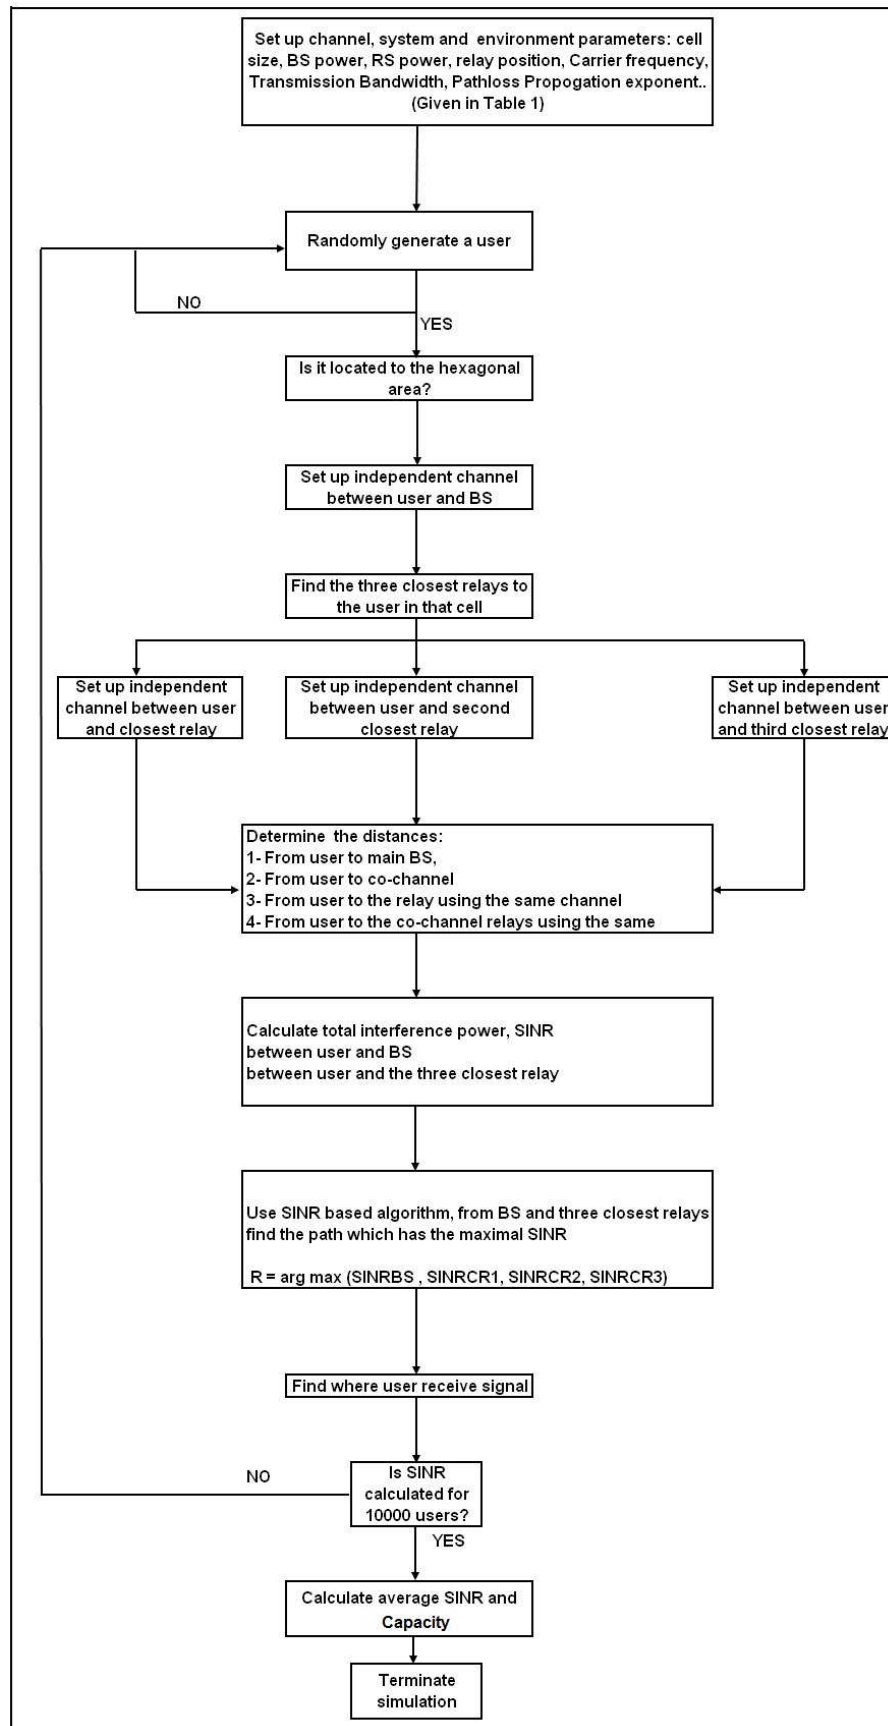 Set up channel, system and environment parameters: cell
size, BS power, RS power, relay position, Carrier frequency,
Transmission Bandwidth, Pathloss Propogation exponent..
(Given in Table 1)
Randomly generate a user
NO
YES
Is it located to the hexagonal
area?
Set up independent channel
between user and BS
Find the three closest relays to
the user in that cell
Set up independent
channel between user
and closest relay
Set up independent channel
between user and second
closest relay
Set up independent
channel between user
and third closest relay
Determine the distances:
1- From user to main BS,
2- From user to co-channel
3- From user to the relay using the same channel
4- From user to the co-channel relays using the same
Calculate total interference power, SINR
between user and BS
between user and the three closest relay
Use SINR based algorithm, from BS and three closest relays
find the path which has the maximal SINR
R = arg max (SINRBS , SINRCR1, SINRCR2, SINRCR3)
Find where user receive signal
NO
Is SINR
calculated for
10000 users?
YES
Calculate average SINR and
Capacity
Terminate
simulation